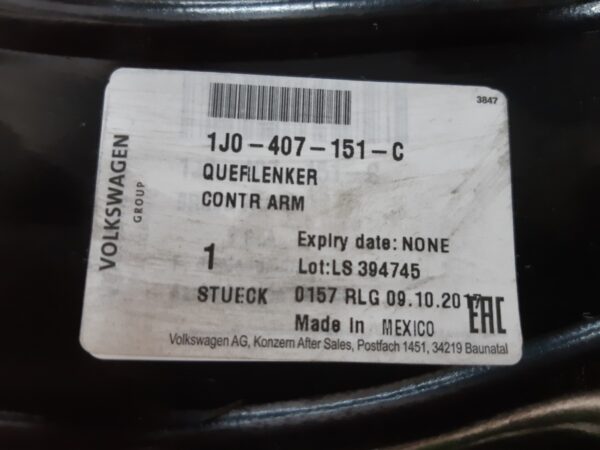 3847
1J0-407-151-C
QUERLENKER
CONTR ARM
VOLKSWAGEN
GROUP
Expiry date: NONE
1 Lot:LS 394745
STUECK 0157 RLG 09.10.2017
EAC
Made in MEXICO
Volkswagen AG, Konzern After Sales, Postfach 1451, 34219 Baunatal